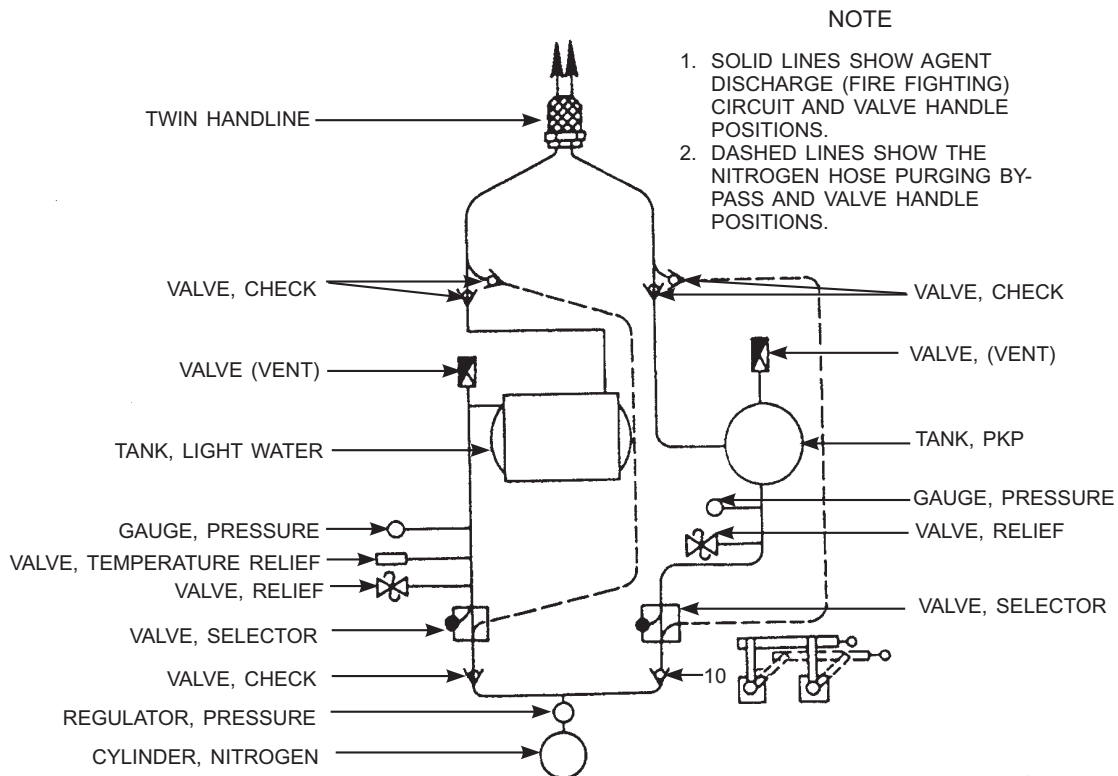 NOTE
1. SOLID LINES SHOW AGENT
DISCHARGE (FIRE FIGHTING)
CIRCUIT AND VALVE HANDLE
POSITIONS.
2. DASHED LINES SHOW THE
NITROGEN HOSE PURGING BY-
PASS AND VALVE HANDLE
POSITIONS.
TWIN HANDLINE
VALVE, CHECK
VALVE (VENT)
TANK, LIGHT WATER
GAUGE, PRESSURE
VALVE, TEMPERATURE RELIEF
VALVE, RELIEF
VALVE, SELECTOR
VALVE, CHECK
REGULATOR, PRESSURE
CYLINDER, NITROGEN
VALVE, CHECK
VALVE, (VENT)
TANK, PKP
GAUGE, PRESSURE
VALVE, RELIEF
VALVE, SELECTOR
10